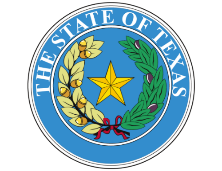 THE STATE OF TEXAS